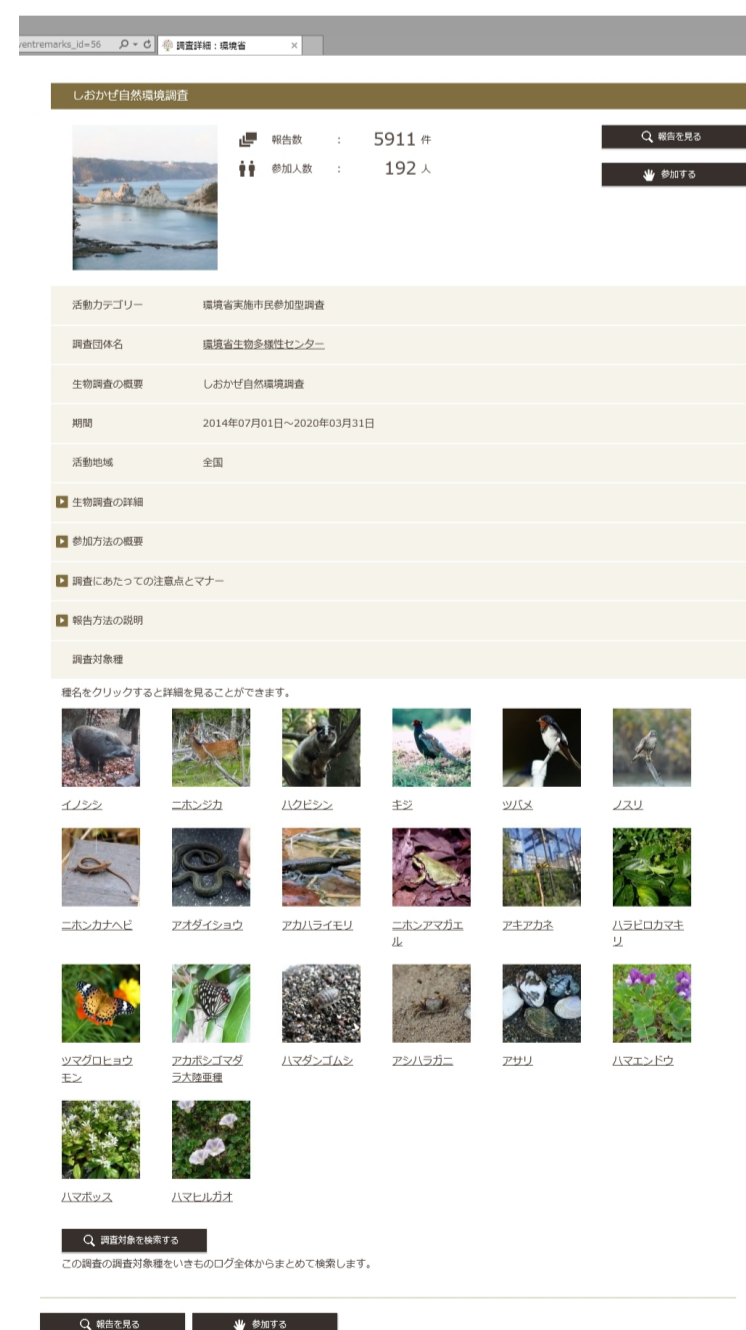 ventremarks_id=56
調査詳細：環境省
しおかぜ自然環境調査
報告数 : 5911 件
報告を見る
参加人数 : 192 人
参加する
活動カテゴリー 環境省実施市民参加型調査
調査団体名 環境省生物多様性センター
生物調査の概要 しおかぜ自然環境調査
期間 2014年07月01日～2020年03月31日
活動地域 全国
生物調査の詳細
参加方法の概要
調査にあたっての注意点とマナー
報告方法の説明
調査対象種
種名をクリックすると詳細を見ることができます。
イノシシ ニホンジカ ハクビシン キジ ツバメ ノスリ
ニホンカナヘビ アオダイショウ アカハライモリ ニホンアマガエ アキアカネ ハラビロカマキ
ル リ
ツマグロヒョウ アカボシゴマダ ハマダンゴムシ アシハラガニ アサリ ハマエンドウ
モン ラ大陸亜種
ハマボッス ハマヒルガオ
調査対象を検索する
この調査の調査対象種をいきものログ全体からまとめて検索します。
報告を見る 参加する